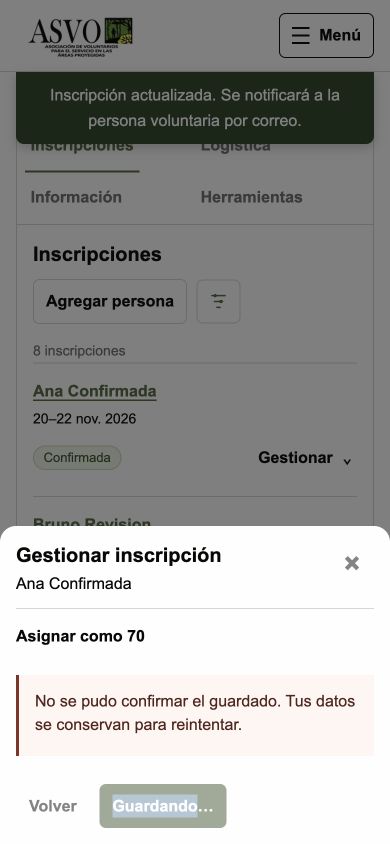 ASVO
ASOCIACIÓN DE VOLUNTARIOS
PARA EL SERVICIO EN LAS
ÁREAS PROTEGIDAS
Menú
Inscripción actualizada. Se notificará a la
persona voluntaria por correo.
Inscripciones
Logística
Información
Herramientas
Inscripciones
Agregar persona
8 inscripciones
Ana Confirmada
20–22 nov. 2026
Confirmada
Gestionar
Bruno Revision
Gestionar inscripción
Ana Confirmada
Asignar como 70
No se pudo confirmar el guardado. Tus datos
se conservan para reintentar.
Volver
Guardando…